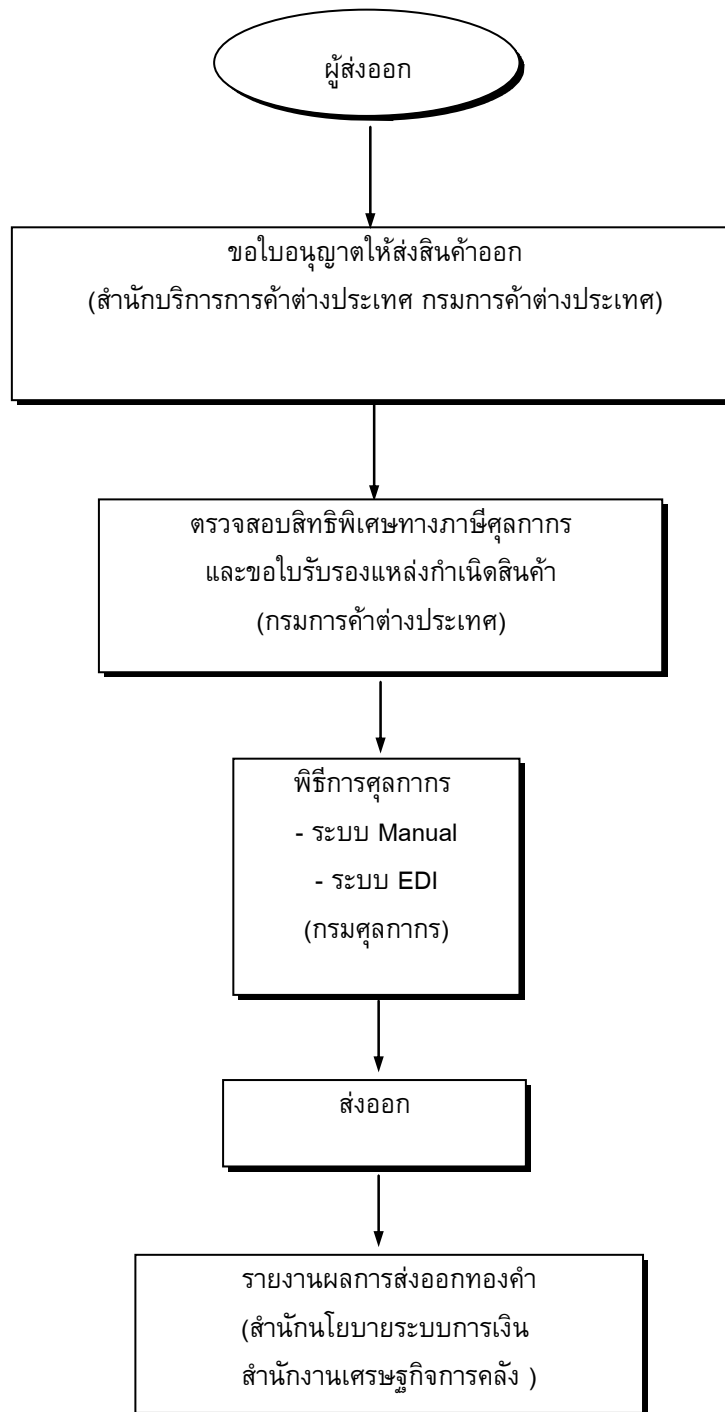 ผู้ส่งออก
ขอใบอนุญาตให้ส่งสินค้าออก
(สำนักบริการการค้าต่างประเทศ กรมการค้าต่างประเทศ)
ตรวจสอบสิทธิพิเศษทางภาษีศุลกากร
และขอใบรับรองแหล่งกำเนิดสินค้า
(กรมการค้าต่างประเทศ)
พิธีการศุลกากร
- ระบบ Manual
- ระบบ EDI
(กรมศุลกากร)
ส่งออก
รายงานผลการส่งออกทองคำ
(สำนักนโยบายระบบการเงิน
สำนักงานเศรษฐกิจการคลัง )